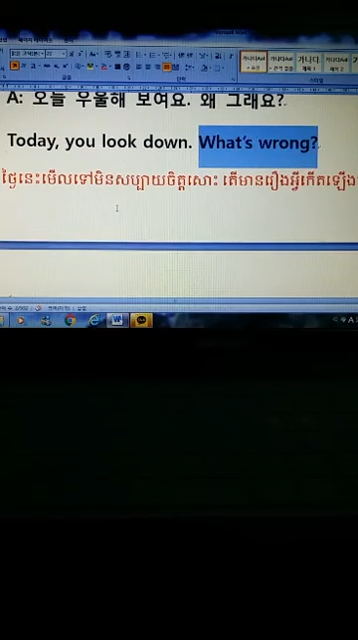 A: 오늘 우울해 보여요. 왜 그래요?
Today, you look down. What's wrong?
ថ្ងៃនេះមើលទៅមិនសប្បាយចិត្តសោះ តើមានរឿងអ្វីកើតឡើង